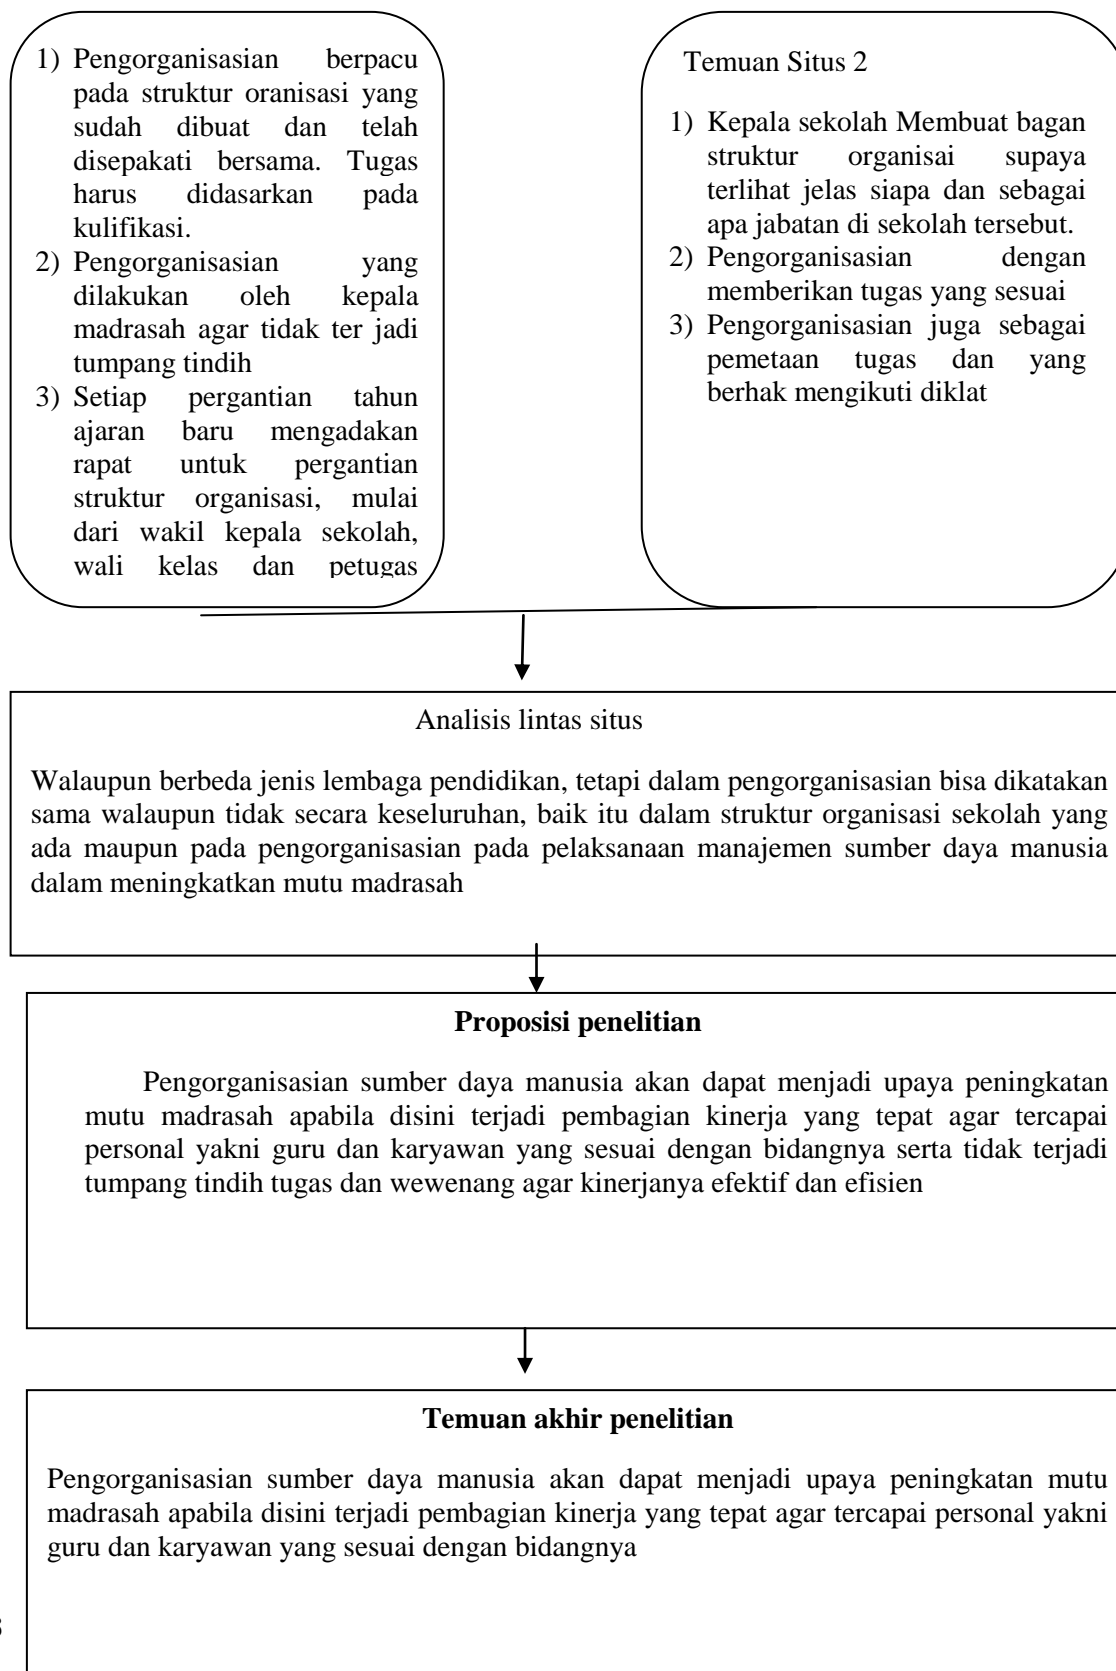 1) Pengorganisasian berpacu
pada struktur oranisasi yang
sudah dibuat dan telah
disepakati bersama. Tugas
harus didasarkan pada
kulifikasi.
2) Pengorganisasian yang
dilakukan oleh kepala
madrasah agar tidak ter jadi
tumpang tindih
3) Setiap pergantian tahun
ajaran baru mengadakan
rapat untuk pergantian
struktur organisasi, mulai
dari wakil kepala sekolah,
wali kelas dan petugas
Temuan Situs 2
1) Kepala sekolah Membuat bagan
struktur organisai supaya
terlihat jelas siapa dan sebagai
apa jabatan di sekolah tersebut.
2) Pengorganisasian dengan
memberikan tugas yang sesuai
3) Pengorganisasian juga sebagai
pemetaan tugas dan yang
berhak mengikuti diklat
Analisis lintas situs
Walaupun berbeda jenis lembaga pendidikan, tetapi dalam pengorganisasian bisa dikatakan
sama walaupun tidak secara keseluruhan, baik itu dalam struktur organisasi sekolah yang
ada maupun pada pengorganisasian pada pelaksanaan manajemen sumber daya manusia
dalam meningkatkan mutu madrasah
Proposisi penelitian
Pengorganisasian sumber daya manusia akan dapat menjadi upaya peningkatan
mutu madrasah apabila disini terjadi pembagian kinerja yang tepat agar tercapai
personal yakni guru dan karyawan yang sesuai dengan bidangnya serta tidak terjadi
tumpang tindih tugas dan wewenang agar kinerjanya efektif dan efisien
Temuan akhir penelitian
Pengorganisasian sumber daya manusia akan dapat menjadi upaya peningkatan mutu
madrasah apabila disini terjadi pembagian kinerja yang tepat agar tercapai personal yakni
guru dan karyawan yang sesuai dengan bidangnya